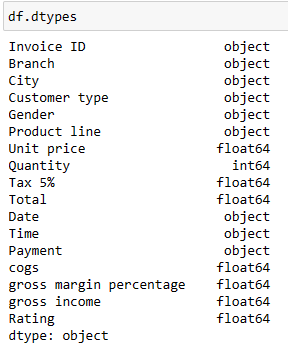 df.dtypes
Invoice ID object
Branch object
City object
Customer type object
Gender object
Product line object
Unit price float64
Quantity int64
Tax 5% float64
Total float64
Date object
Time object
Payment object
cogs float64
gross margin percentage float64
gross income float64
Rating float64
dtype: object